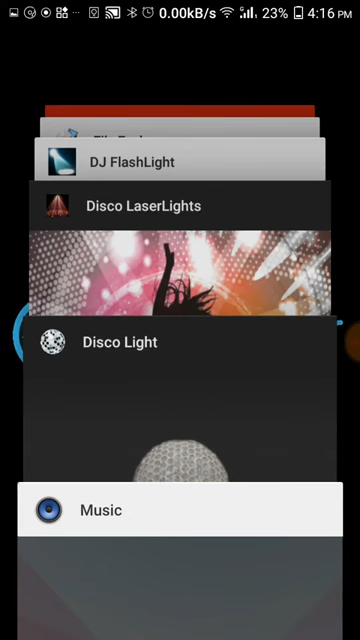 0.00kB/s 23% 4:16 PM
DJ FlashLight
Disco LaserLights
Disco Light
Music